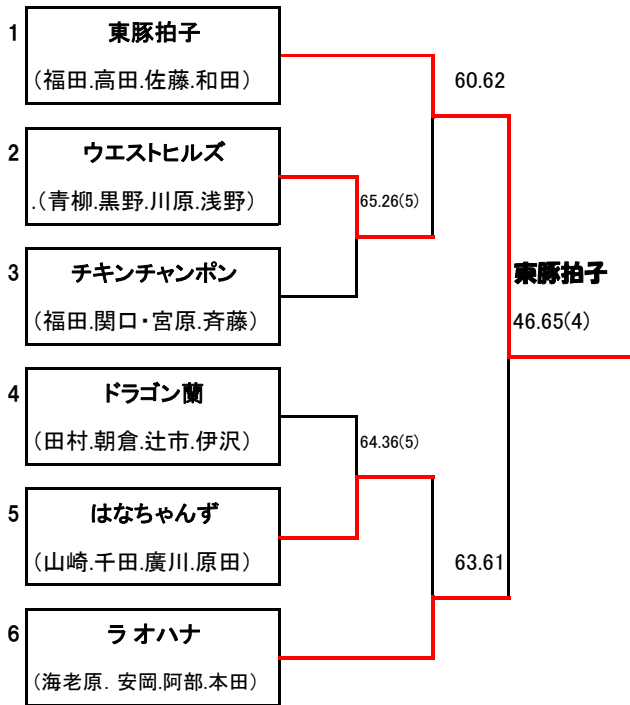 1
東豚拍子
(福田.高田.佐藤.和田)
60.62
2
ウエストヒルズ
.(青柳.黒野.川原.浅野)
65.26(5)
3
チキンチャンポン
(福田.関口・宮原.斉藤)
東豚拍子
46.65(4)
4
ドラゴン蘭
(田村.朝倉.辻市.伊沢)
64.36(5)
5
はなちゃんず
(山崎.千田.廣川.原田)
63.61
6
ラ オハナ
(海老原. 安岡.阿部.本田)